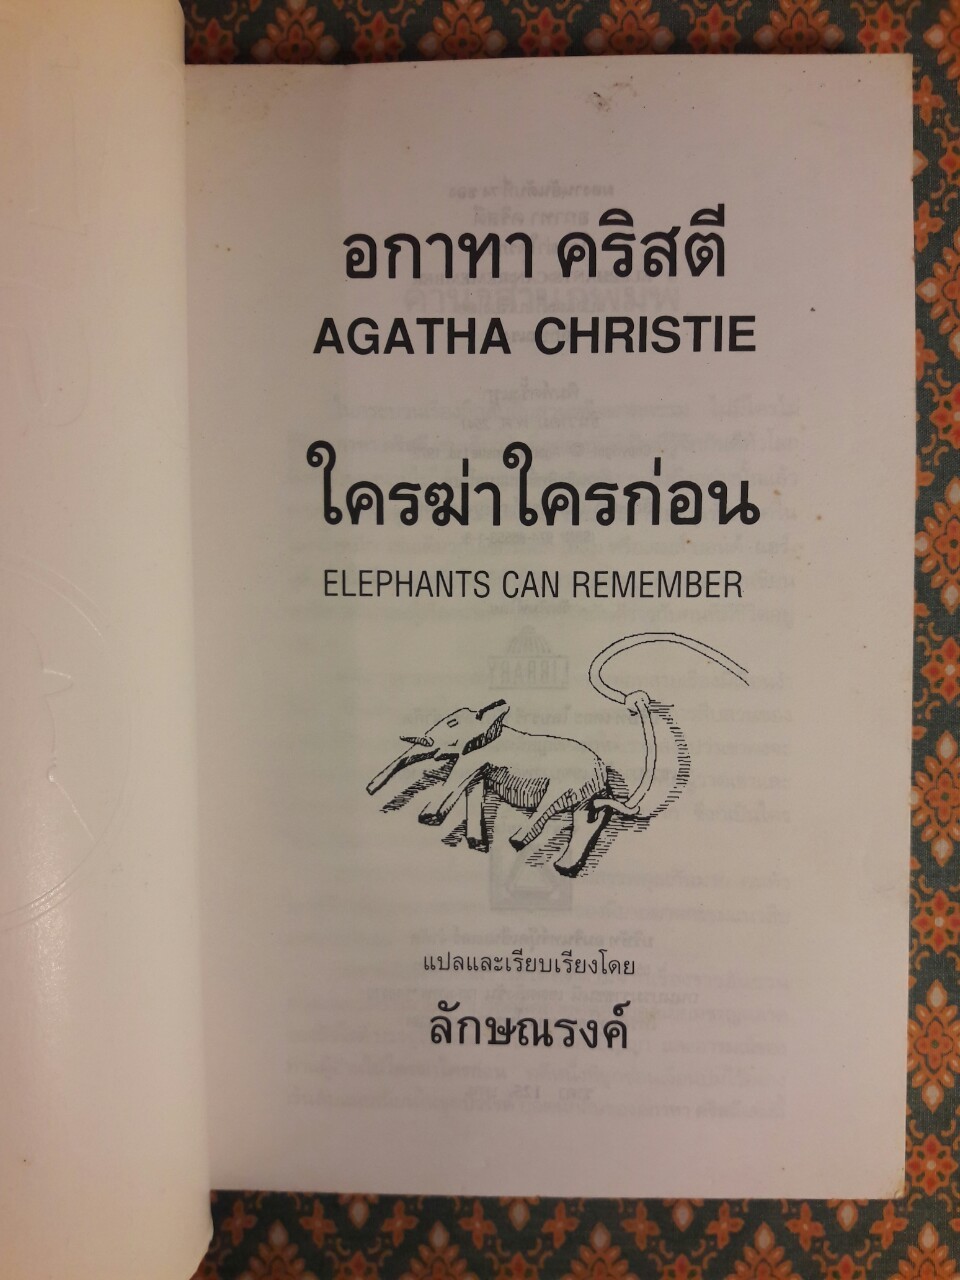 อกาทา คริสตี
AGATHA CHRISTIE
ใครฆ่าใครก่อน
ELEPHANTS CAN REMEMBER
แปลและเรียบเรียงโดย
ลักษณรงค์